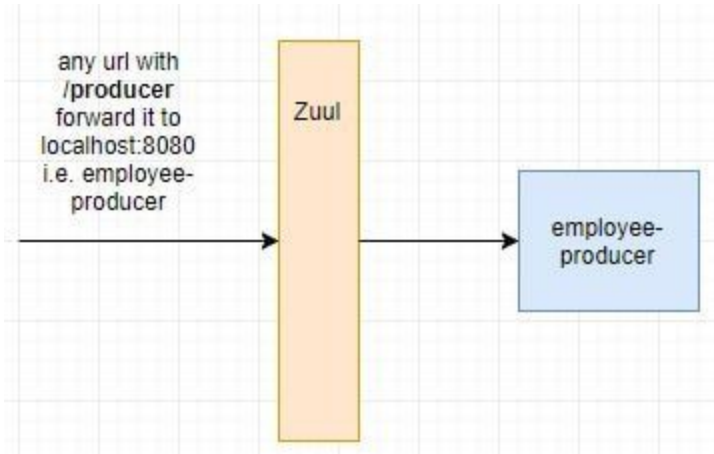 any url with
/producer
forward it to
localhost:8080
i.e. employee-
producer
Zuul
employee-
producer